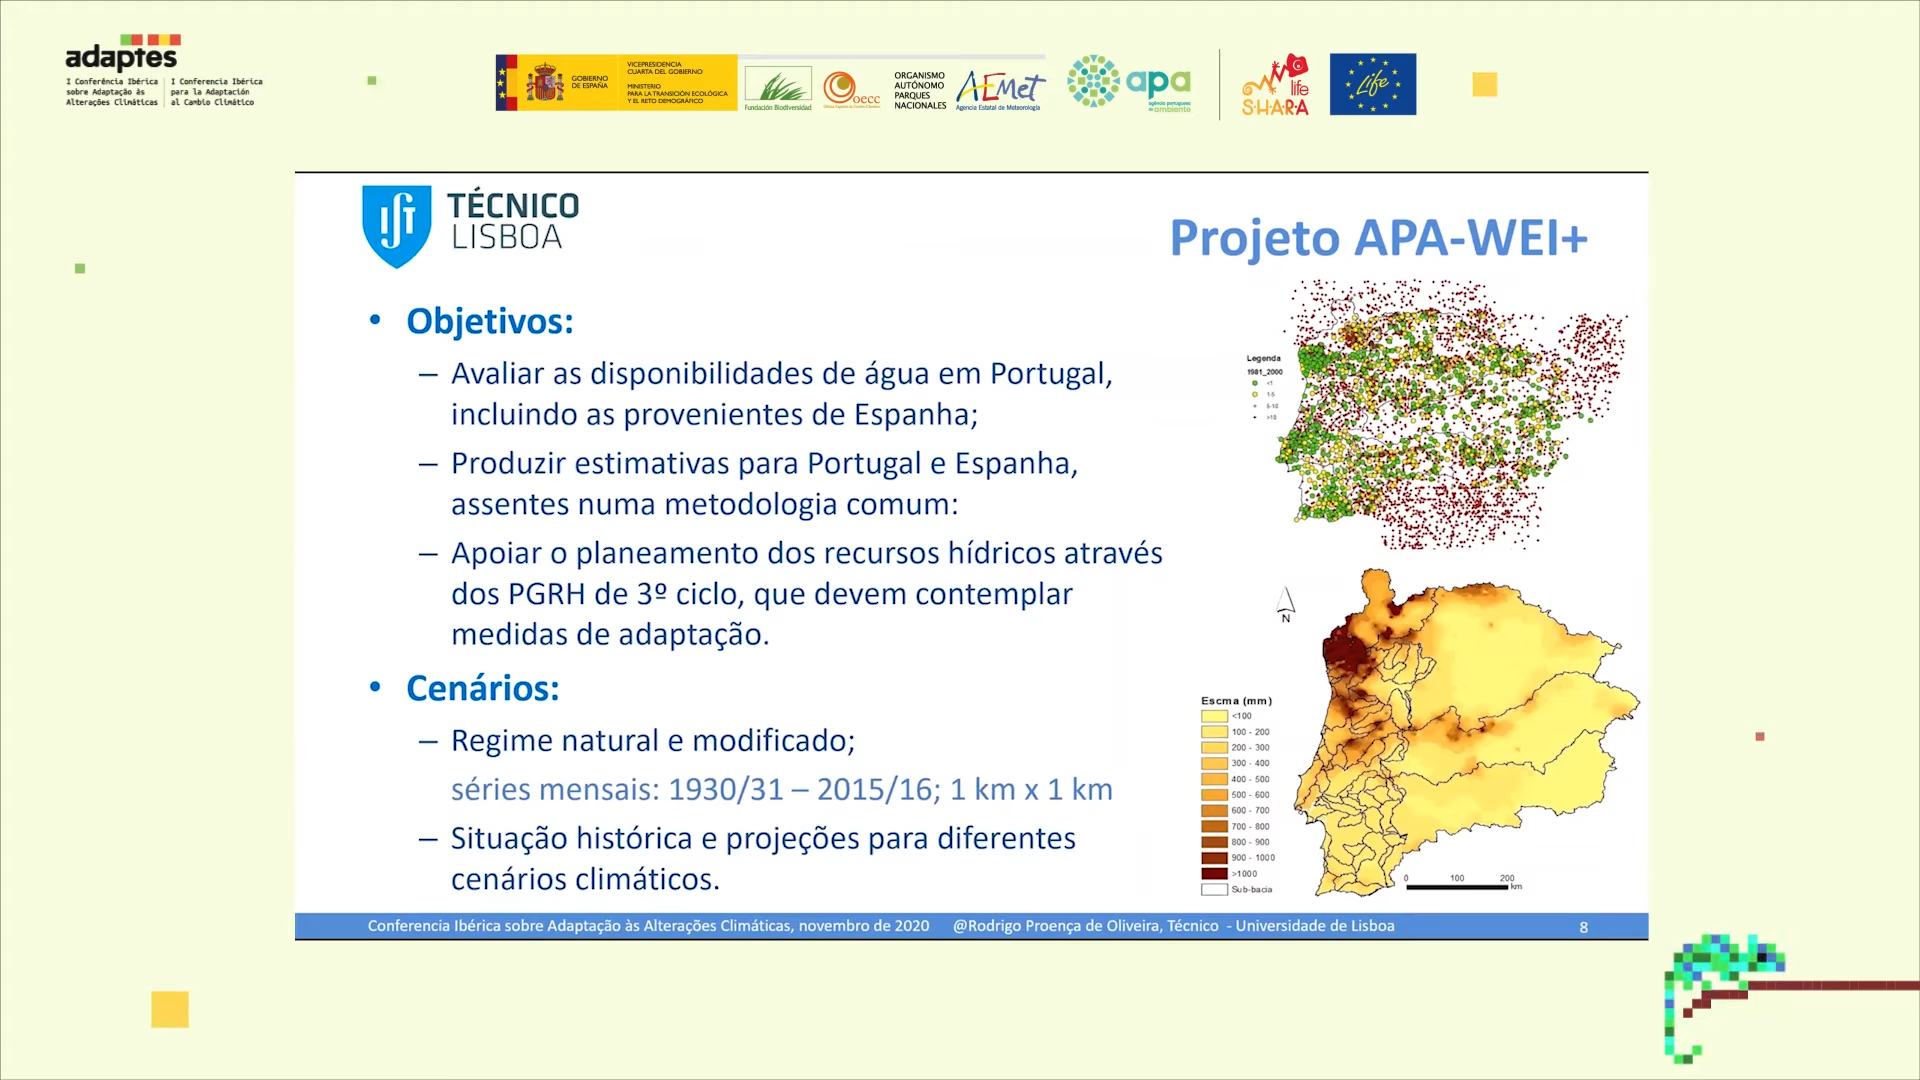 adaptes
I Conferência Ibérica
sobre Adaptação às
Alterações Climáticas
I Conferencia Ibérica
para la Adaptación
al Cambio Climático
GOBIERNO
DE ESPAÑA
VICEPRESIDENCIA
CUARTA DEL GOBIERNO
MINISTERIO
PARA LA TRANSICIÓN ECOLÓGICA
Y EL RETO DEMOGRÁFICO
Fundación Biodiversidad
oecc
ORGANISMO
AUTÓNOMO
PARQUES
NACIONALES
AEMet
Agencia Estatal de Meteorología
apa
agência portuguesa
do ambiente
life
SHARA
Life
TÉCNICO
LISBOA
Projeto APA-WEI+
• Objetivos:
– Avaliar as disponibilidades de água em Portugal,
incluindo as provenientes de Espanha;
– Produzir estimativas para Portugal e Espanha,
assentes numa metodologia comum:
– Apoiar o planeamento dos recursos hídricos através
dos PGRH de 3º ciclo, que devem contemplar
medidas de adaptação.
• Cenários:
– Regime natural e modificado;
séries mensais: 1930/31 – 2015/16; 1 km x 1 km
– Situação histórica e projeções para diferentes
cenários climáticos.
Legenda
1981_2000
<1
1-5
5-10
>10
N
Escma (mm)
<100
100 - 200
200 - 300
300 - 400
400 - 500
500 - 600
600 - 700
700 - 800
800 - 900
900 - 1000
>1000
Sub-bacia
0 100 200
km
Conferencia Ibérica sobre Adaptação às Alterações Climáticas, novembro de 2020 @Rodrigo Proença de Oliveira, Técnico - Universidade de Lisboa 8